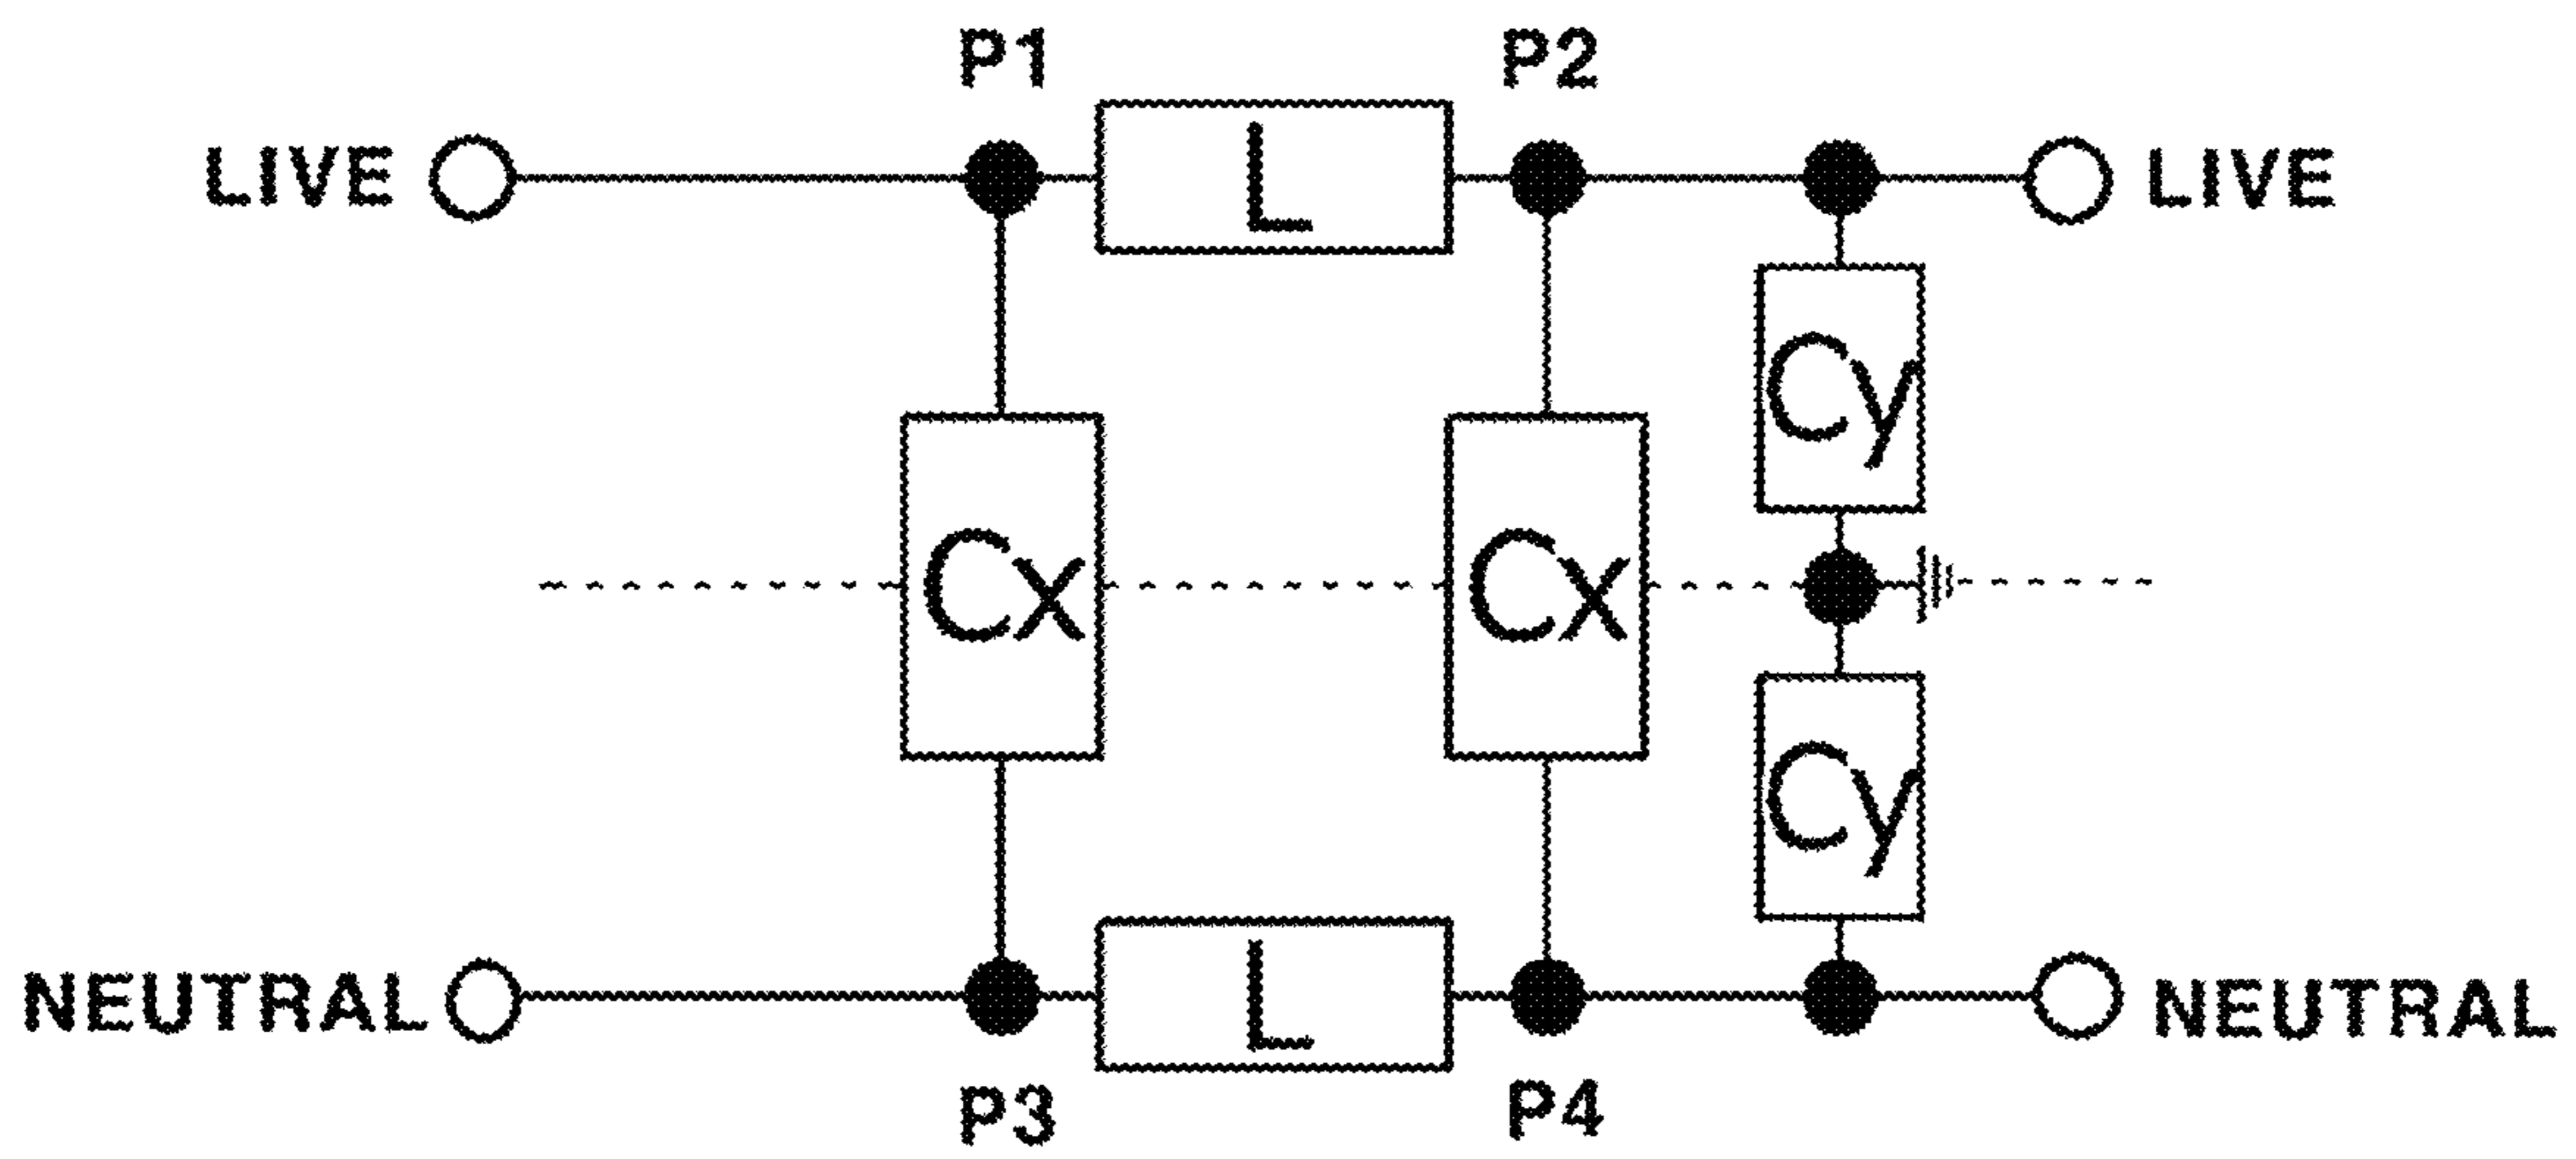 P1 P2
LIVE L LIVE
Cy
Cx Cx
Cy
NEUTRAL L NEUTRAL
P3 P4